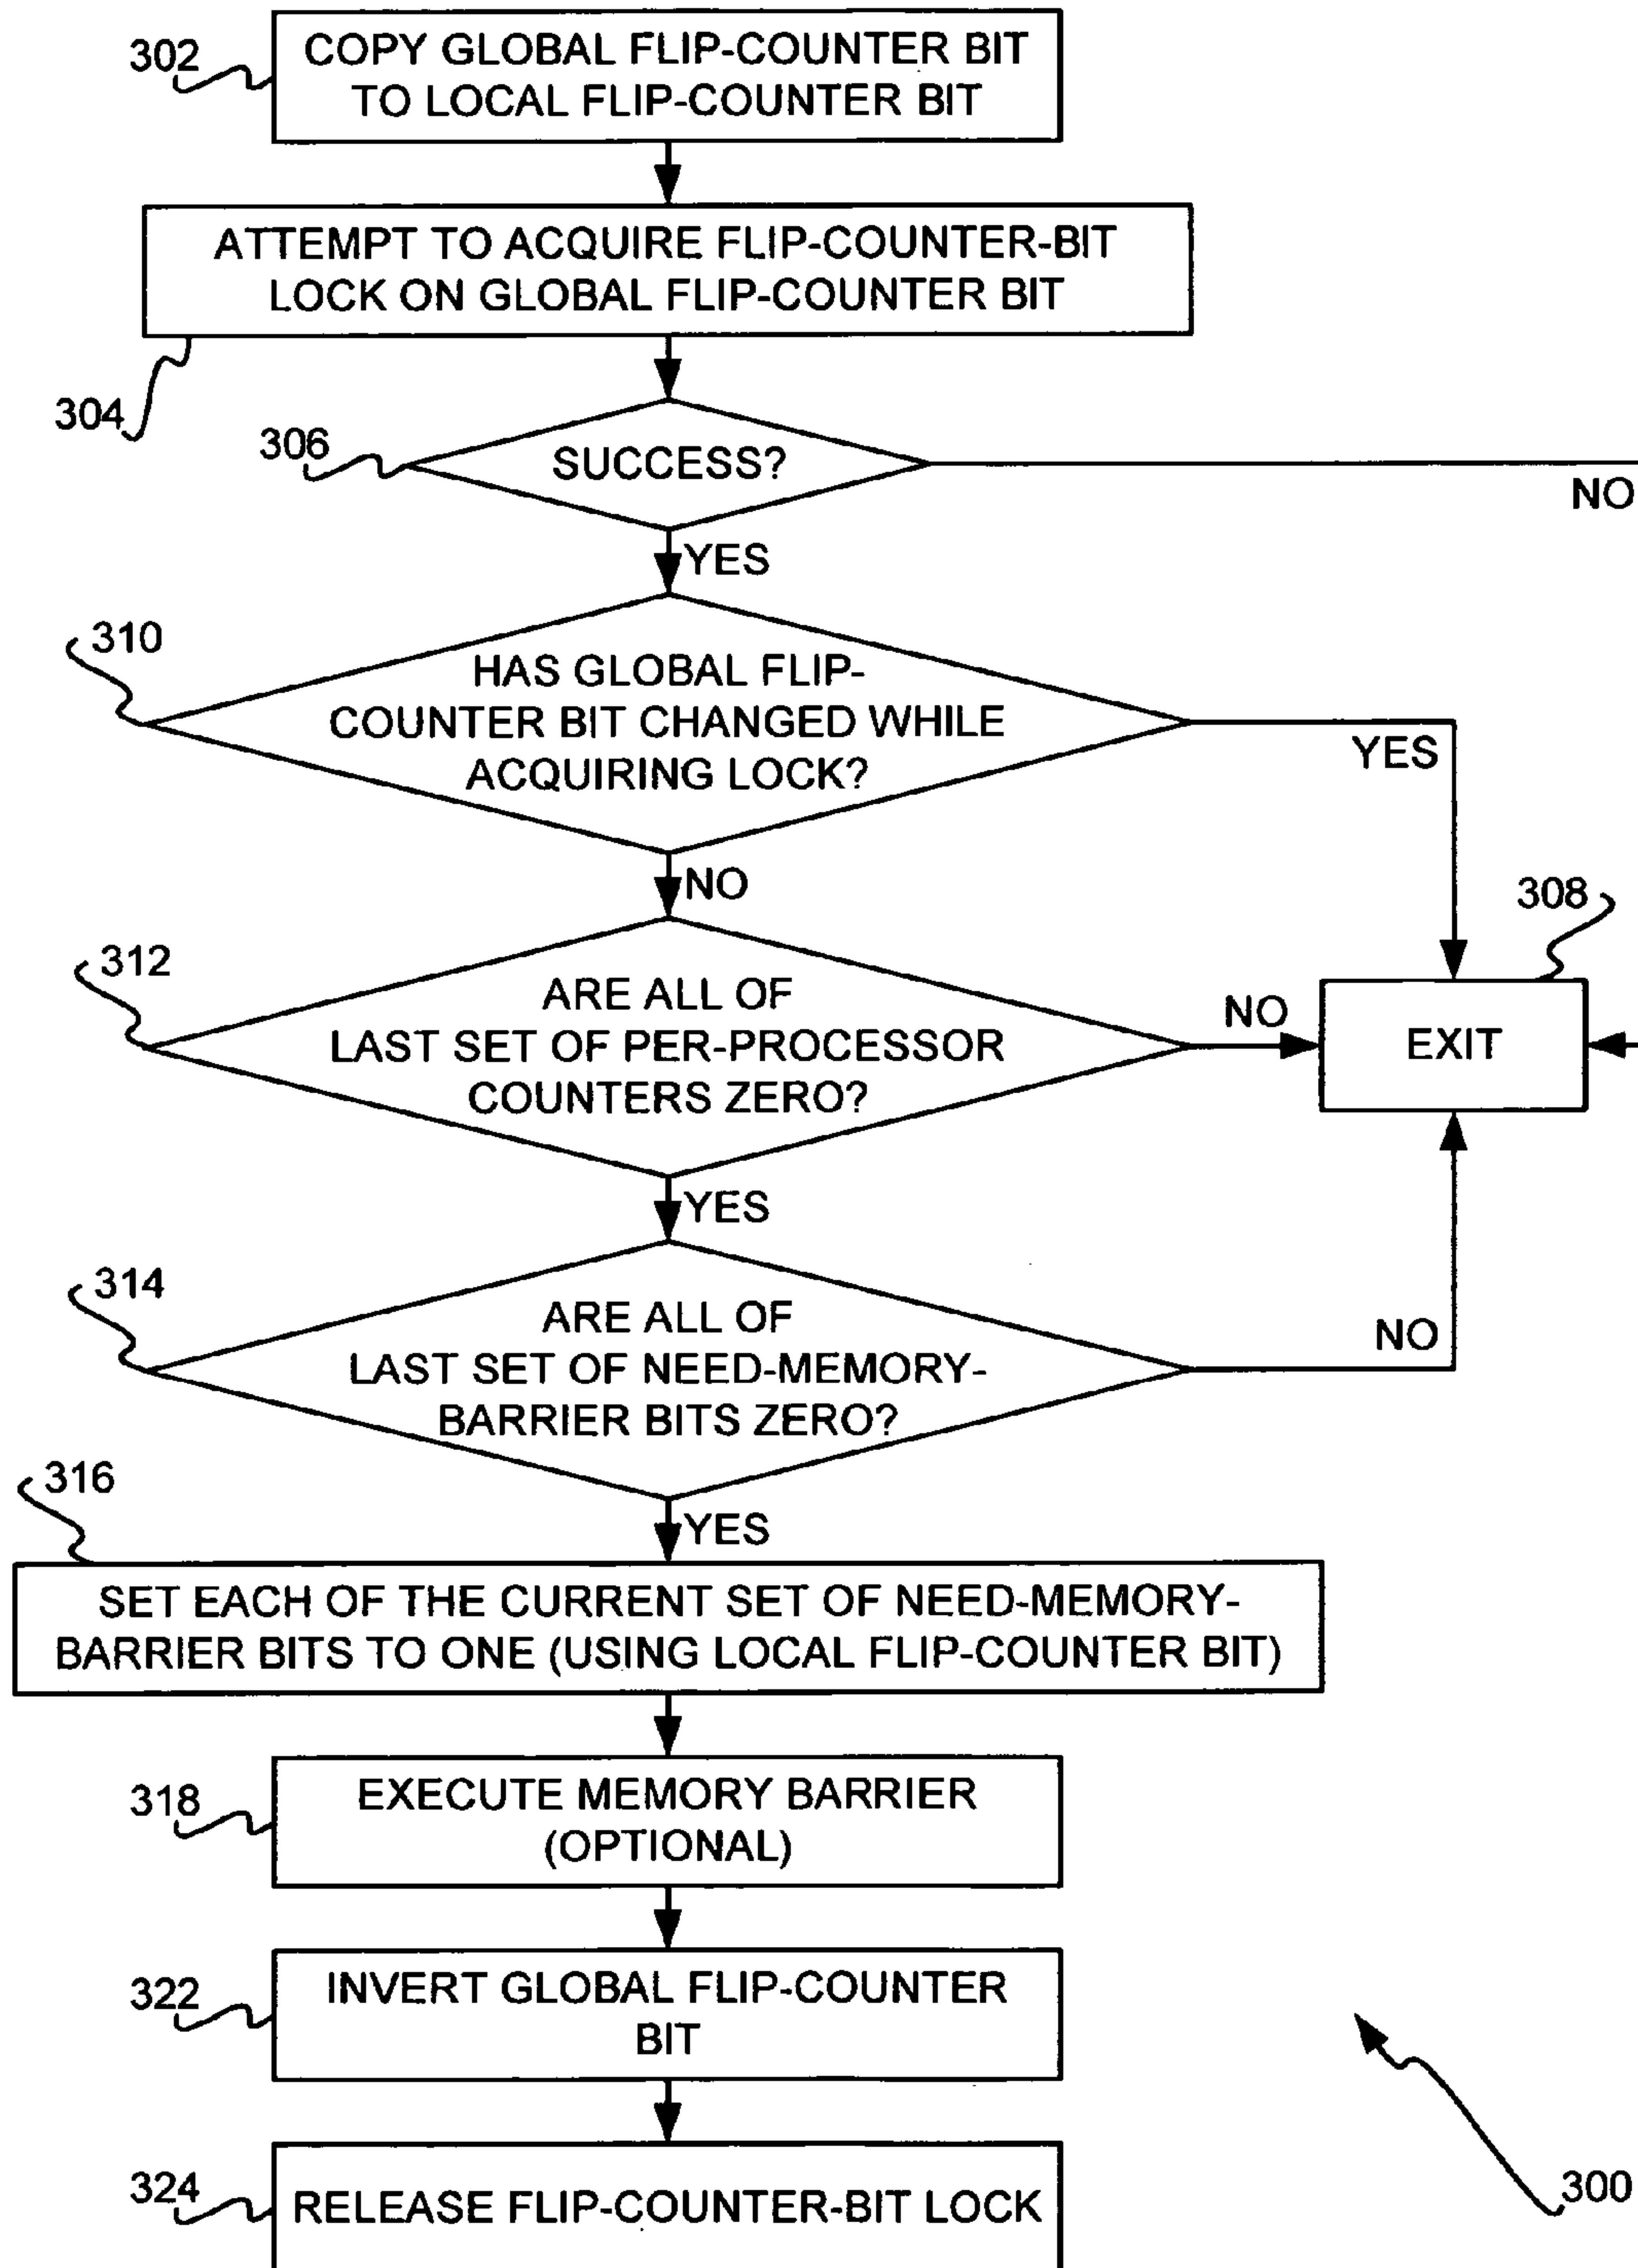 302
COPY GLOBAL FLIP-COUNTER BIT
TO LOCAL FLIP-COUNTER BIT
ATTEMPT TO ACQUIRE FLIP-COUNTER-BIT
LOCK ON GLOBAL FLIP-COUNTER BIT
304
306
SUCCESS?
NO
YES
310
HAS GLOBAL FLIP-
COUNTER BIT CHANGED WHILE
ACQUIRING LOCK?
YES
NO
308
312
ARE ALL OF
LAST SET OF PER-PROCESSOR
COUNTERS ZERO?
NO
EXIT
YES
314
ARE ALL OF
LAST SET OF NEED-MEMORY-
BARRIER BITS ZERO?
NO
YES
316
SET EACH OF THE CURRENT SET OF NEED-MEMORY-
BARRIER BITS TO ONE (USING LOCAL FLIP-COUNTER BIT)
318
EXECUTE MEMORY BARRIER
(OPTIONAL)
322
INVERT GLOBAL FLIP-COUNTER
BIT
324
RELEASE FLIP-COUNTER-BIT LOCK
300